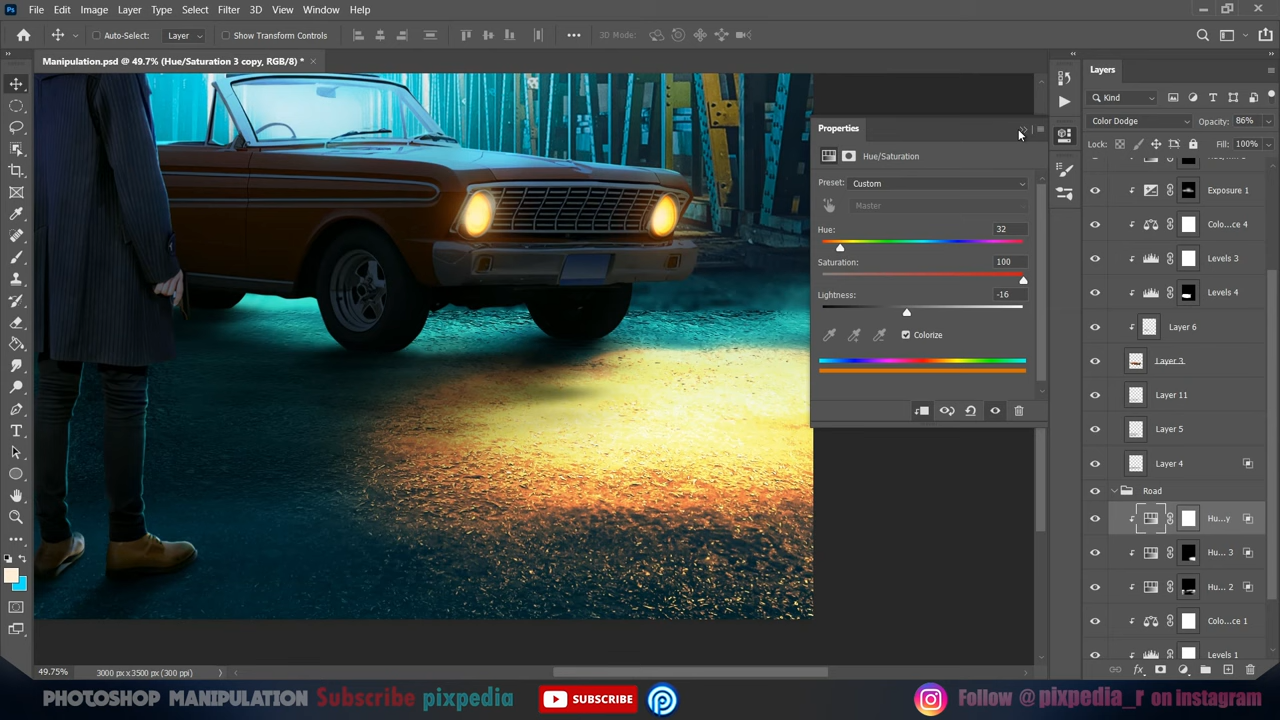 Ps File Edit Image Layer Type Select Filter 3D View Window Help
Auto-Select: Layer Show Transform Controls 3D Mode:
Manipulation.psd @ 49.7% (Hue/Saturation 3 copy, RGB/8) *
Layers
Kind
Color Dodge Opacity: 86%
Lock: Fill: 100%
Exposure 1
Colo...ce 4
Levels 3
Levels 4
Layer 6
Layer 3
Layer 11
Layer 5
Layer 4
Road
Hu...y
Hu... 3
Hu... 2
Colo...ce 1
Levels 1
Properties
Hue/Saturation
Preset: Custom
Master
Hue: 32
Saturation: 100
Lightness: -16
Colorize
49.75% 3000 px x 3500 px (300 ppi)
PHOTOSHOP MANIPULATION Subscribe pixpedia SUBSCRIBE Follow @pixpedia_r on Instagram